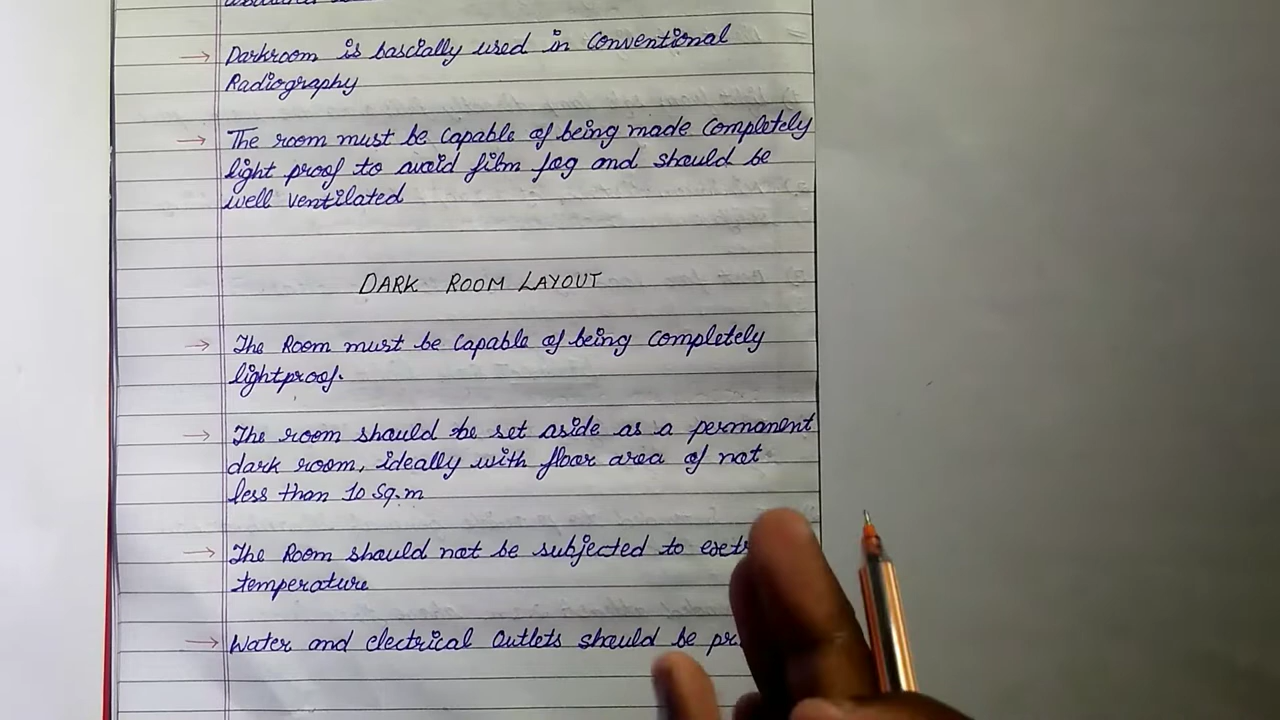 Darkroom is bascially used in Conventional
Radiography
The room must be Capable of being made Completely
light proof to avoid film fog and should be
well ventilated
DARK ROOM LAYOUT
The Room must be Capable of being Completely
lightproof.
The room should be set aside as a permanent
dark room, ideally with floor area of not
less than 10 Sq.m
The Room should not be subjected to
temperature
Water and electrical Outlets should be